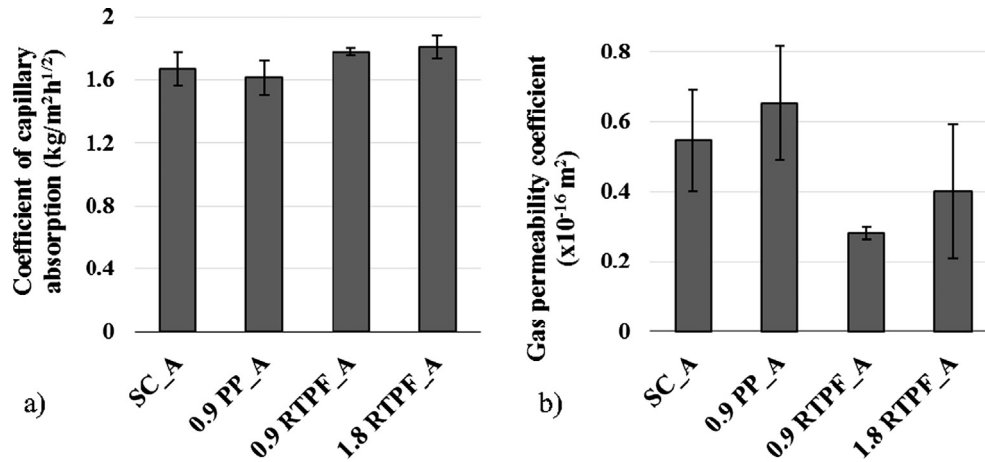 Coefficient of capillary
absorption (kg/m²h¹/²)
2
1.6
1.2
0.8
0.4
0
SC_A
0.9 PP_A
0.9 RTPF_A
1.8 RTPF_A
a)
Gas permeability coefficient
(x10⁻¹⁶ m²)
0.8
0.6
0.4
0.2
0
SC_A
0.9 PP_A
0.9 RTPF_A
1.8 RTPF_A
b)